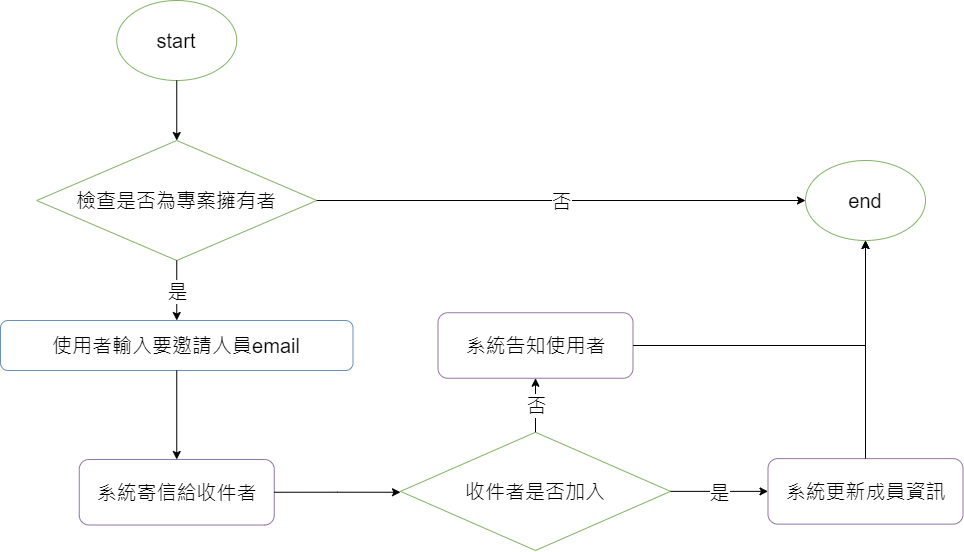 start
檢查是否為專案擁有者
否
end
是
使用者輸入要邀請人員email
系統告知使用者
否
系統寄信給收件者
收件者是否加入
是
系統更新成員資訊